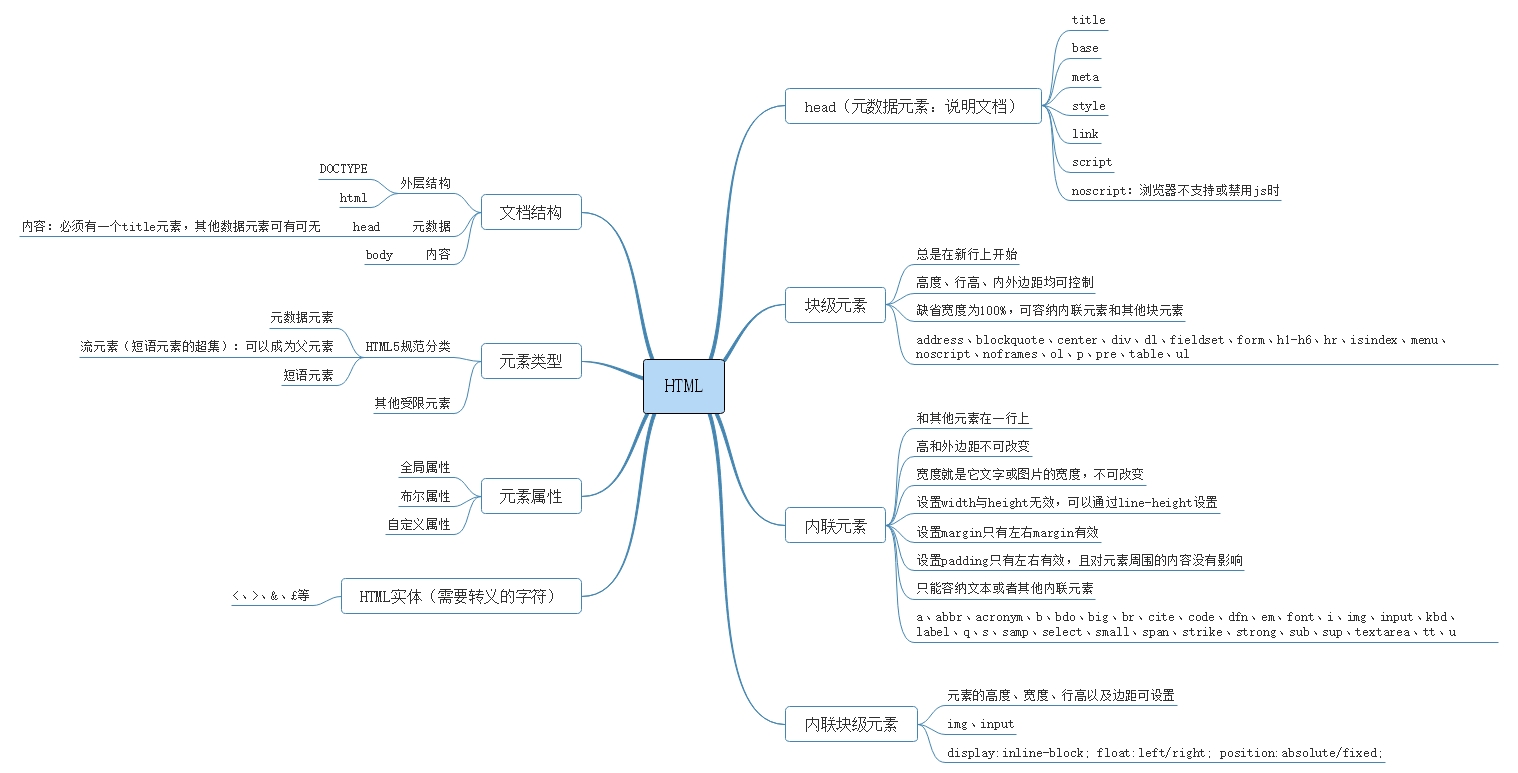 HTML
head（元数据元素：说明文档）
title
base
meta
style
link
script
noscript：浏览器不支持或禁用js时
块级元素
总是在新行上开始
高度、行高、内外边距均可控制
缺省宽度为100%，可容纳内联元素和其他块元素
address、blockquote、center、div、dl、fieldset、form、h1-h6、hr、isindex、menu、
noscript、noframes、ol、p、pre、table、ul
内联元素
和其他元素在一行上
高和外边距不可改变
宽度就是它文字或图片的宽度，不可改变
设置width与height无效，可以通过line-height设置
设置margin只有左右margin有效
设置padding只有左右有效，且对元素周围的内容没有影响
只能容纳文本或者其他内联元素
a、abbr、acronym、b、bdo、big、br、cite、code、dfn、em、font、i、img、input、kbd、
label、q、s、samp、select、small、span、strike、strong、sub、sup、textarea、tt、u
内联块级元素
元素的高度、宽度、行高以及边距可设置
img、input
display:inline-block; float:left/right; position:absolute/fixed;
文档结构
外层结构
DOCTYPE
html
元数据
head
内容：必须有一个title元素，其他数据元素可有可无
内容
body
元素类型
HTML5规范分类
元数据元素
流元素（短语元素的超集）：可以成为父元素
短语元素
其他受限元素
元素属性
全局属性
布尔属性
自定义属性
HTML实体（需要转义的字符）
<、>、&、£等